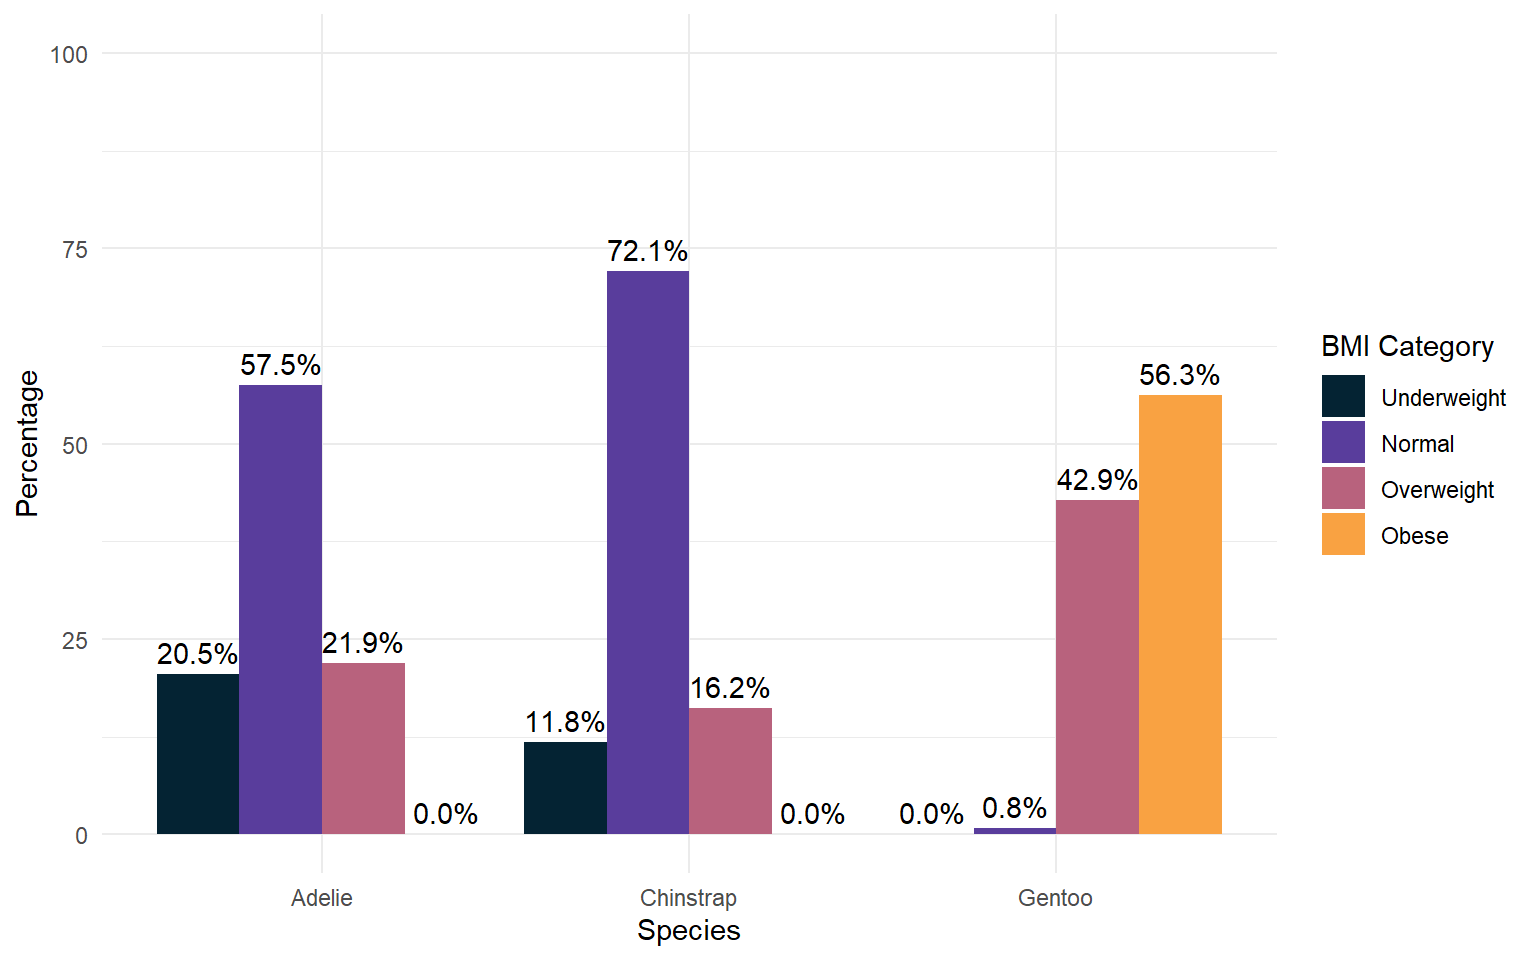 100
75
50
25
0
Percentage
20.5%
57.5%
21.9%
0.0%
11.8%
72.1%
16.2%
0.0%
0.0%
0.8%
42.9%
56.3%
Adelie
Chinstrap
Gentoo
Species
BMI Category
Underweight
Normal
Overweight
Obese